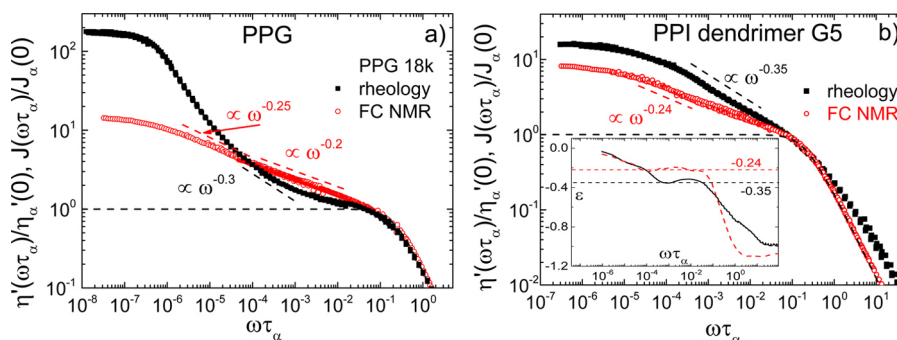 η'(ωτα)/ηα'(0), J(ωτα)/Jα(0)
PPG
a)
PPG 18k
rheology
FC NMR
∝ ω^-0.25
∝ ω^-0.2
∝ ω^-0.3
10^2
10^1
10^0
10^-1
10^-8 10^-7 10^-6 10^-5 10^-4 10^-3 10^-2 10^-1 10^0
ωτα
η'(ωτα)/ηα'(0), J(ωτα)/Jα(0)
PPI dendrimer G5
b)
∝ ω^-0.35
rheology
FC NMR
∝ ω^-0.24
10^2
10^1
10^0
10^-1
10^-2
0.0
-0.4
-0.8
-1.2
ε
-0.24
-0.35
ωτα
10^-6 10^-4 10^-2 10^0
10^-7 10^-6 10^-5 10^-4 10^-3 10^-2 10^-1 10^0 10^1
ωτα